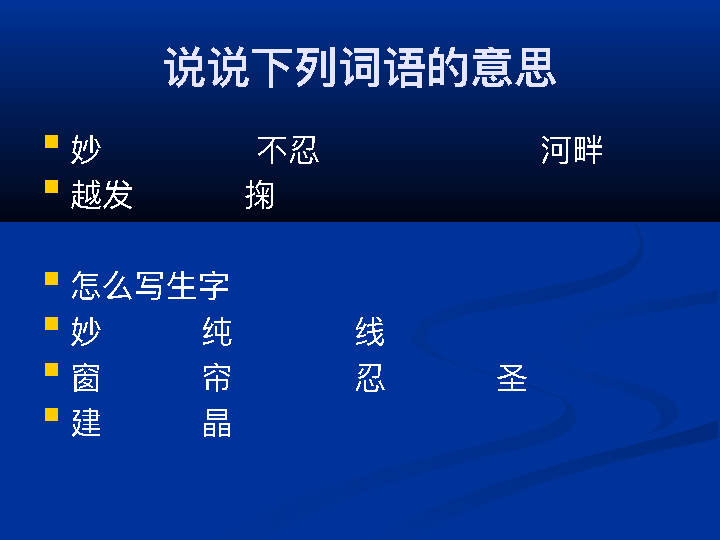 说说下列词语的意思
妙 不忍 河畔
越发 掬
怎么写生字
妙 纯 线
窗 帘 忍 圣
建 晶